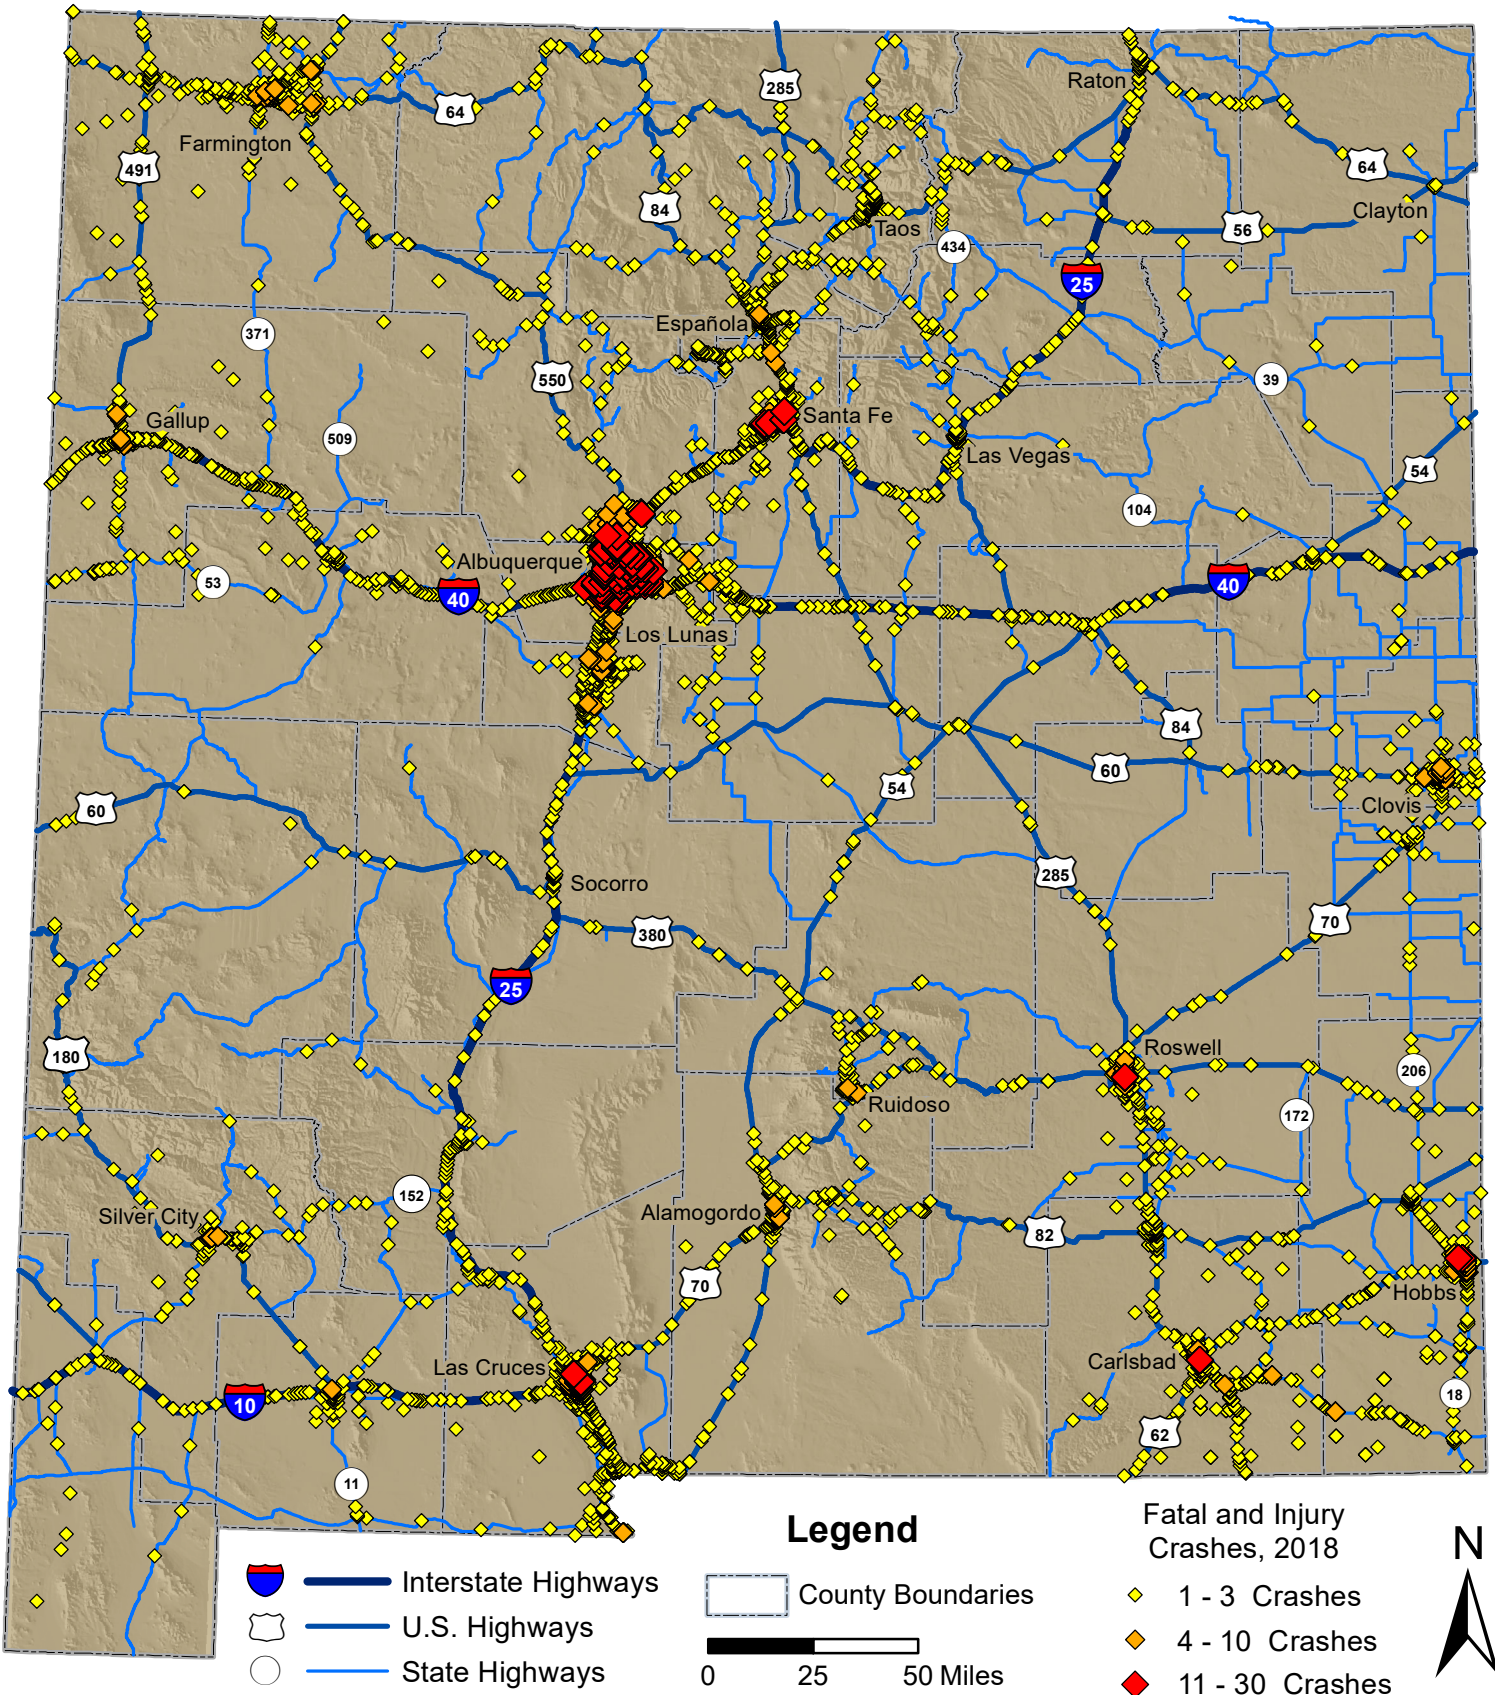 285
Raton
64
Farmington
491
64
84
Clayton
Taos
56
434
25
Española
371
550
39
Santa Fe
Gallup
509
Las Vegas
54
104
Albuquerque
53
40
40
Los Lunas
84
60
54
60
Clovis
285
Socorro
70
380
25
Roswell
180
206
Ruidoso
172
152
Alamogordo
Silver City
82
70
Hobbs
Las Cruces
Carlsbad
10
18
62
11
Legend
Fatal and Injury
Crashes, 2018
N
Interstate Highways
U.S. Highways
State Highways
County Boundaries
0 25 50 Miles
1 - 3 Crashes
4 - 10 Crashes
11 - 30 Crashes